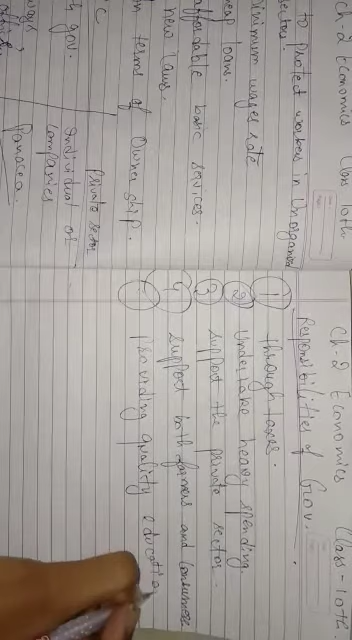 Ch-2 Economics Class 10th
to protect workers in Unorganised
sector:
minimum wages rate
cheap loans.
affordable basic services.
new laws.
in terms of Ownership.
private sector
gov.
individual or
companies
Ch-2 Economics Class-10th.
Responsibilities of Gov.
1 through taxes.
2 Undertake heavy spending.
3 support the private sector.
4 support both farmers and consumers
Providing quality education